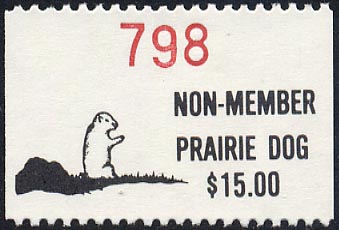 798
NON-MEMBER
PRAIRIE DOG
$15.00